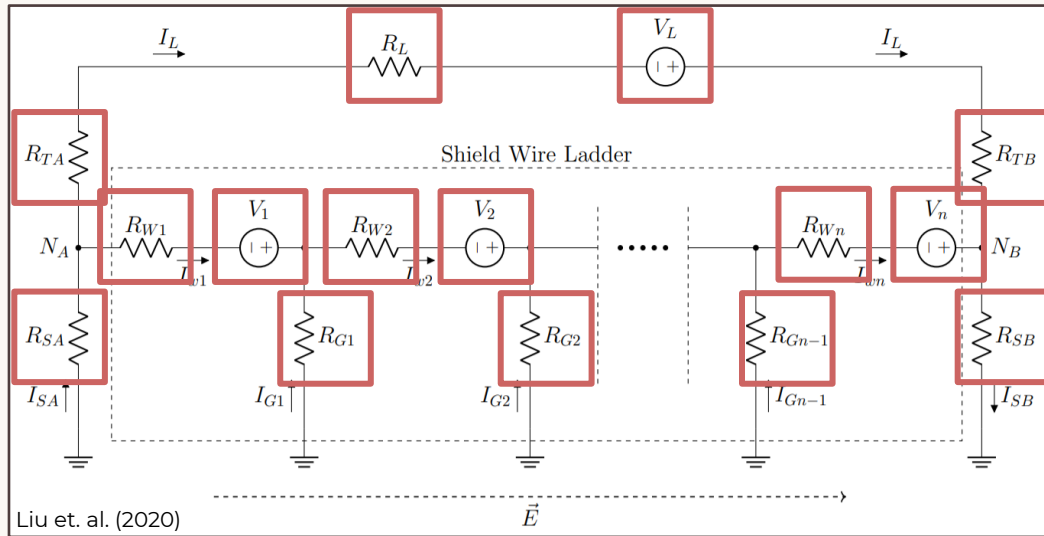 I_L R_L V_L I_L
R_TA R_TB
Shield Wire Ladder
R_W1 V_1 R_W2 V_2 R_Wn V_n
N_A ..... N_B
I_w1 I_w2 I_wn
R_SA R_G1 R_G2 R_Gn−1 R_SB
I_SA I_G1 I_G2 I_Gn−1 I_SB
Liu et. al. (2020) E⃗